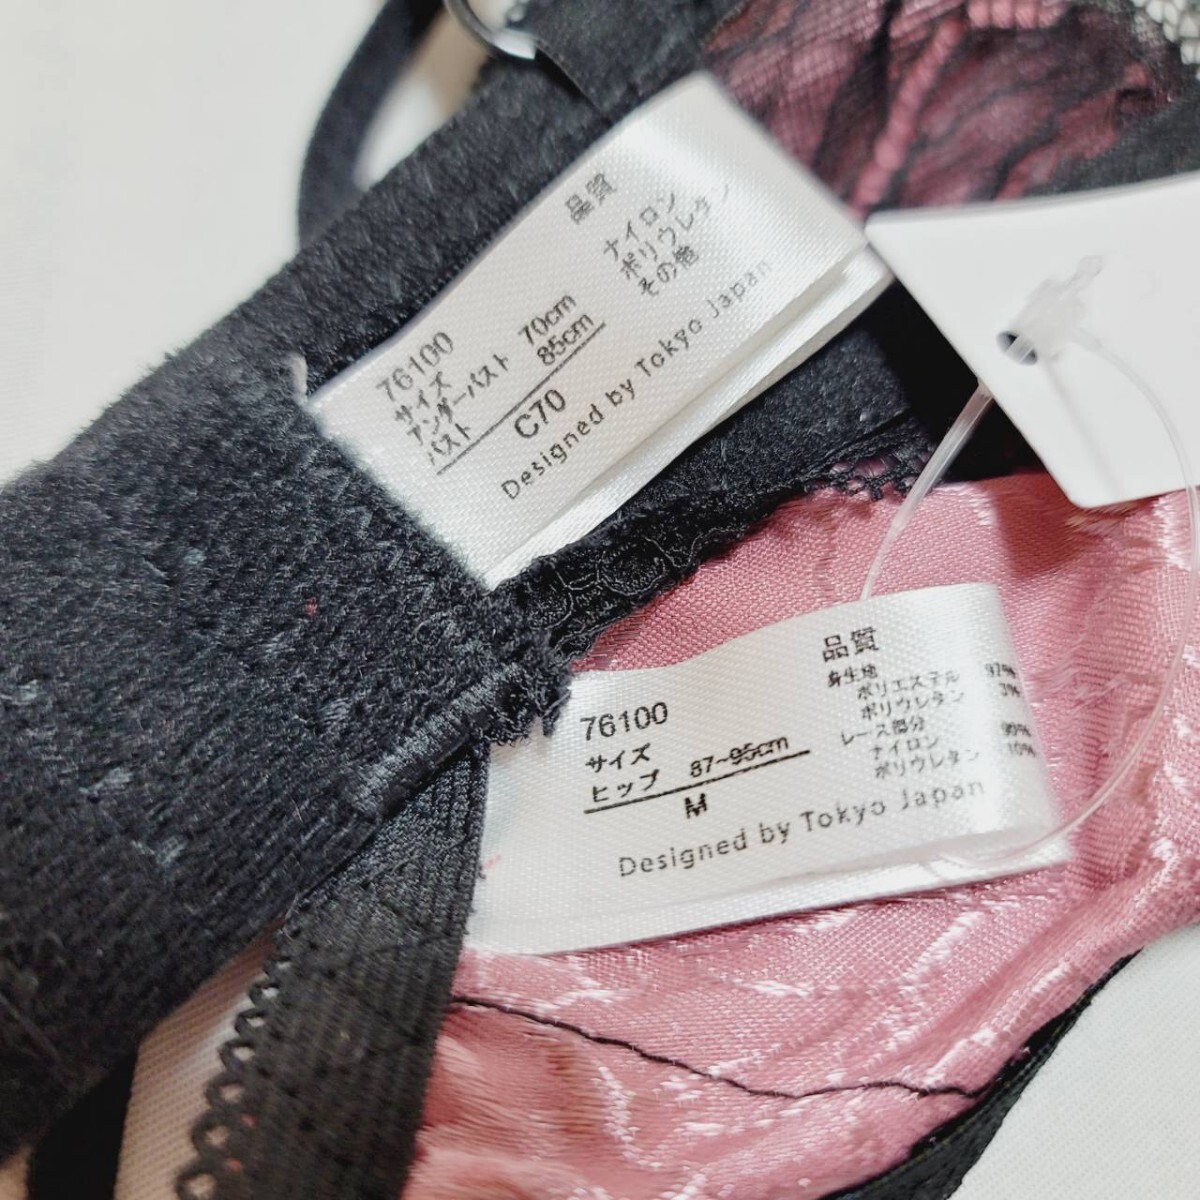 76100
サイズ
アンダーバスト 70cm
バスト 85cm
C70
品質
ナイロン
ポリウレタン
その他
Designed by Tokyo Japan
76100
サイズ
ヒップ 87~95cm
M
品質
身生地
ポリエステル 97%
ポリウレタン 3%
レース部分
ナイロン 90%
ポリウレタン 10%
Designed by Tokyo Japan